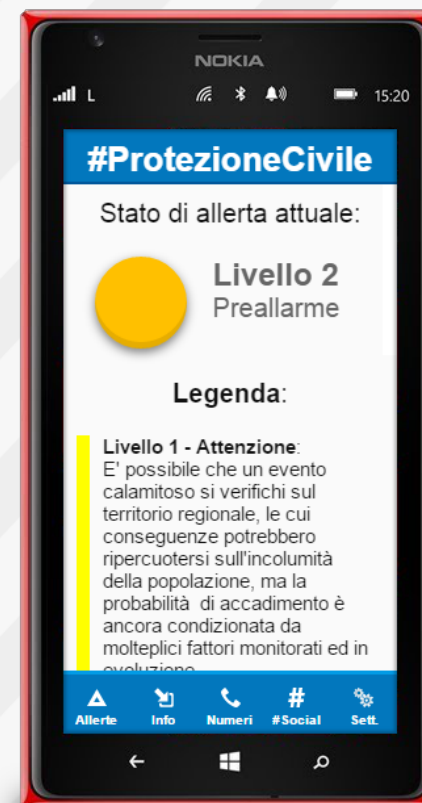 NOKIA
L 15:20
#ProtezioneCivile
Stato di allerta attuale:
Livello 2
Preallarme
Legenda:
Livello 1 - Attenzione:
E' possibile che un evento
calamitoso si verifichi sul
territorio regionale, le cui
conseguenze potrebbero
ripercuotersi sull'incolumità
della popolazione, ma la
probabilità di accadimento è
ancora condizionata da
molteplici fattori monitorati ed in
evoluzione
Allerte Info Numeri #Social Sett.